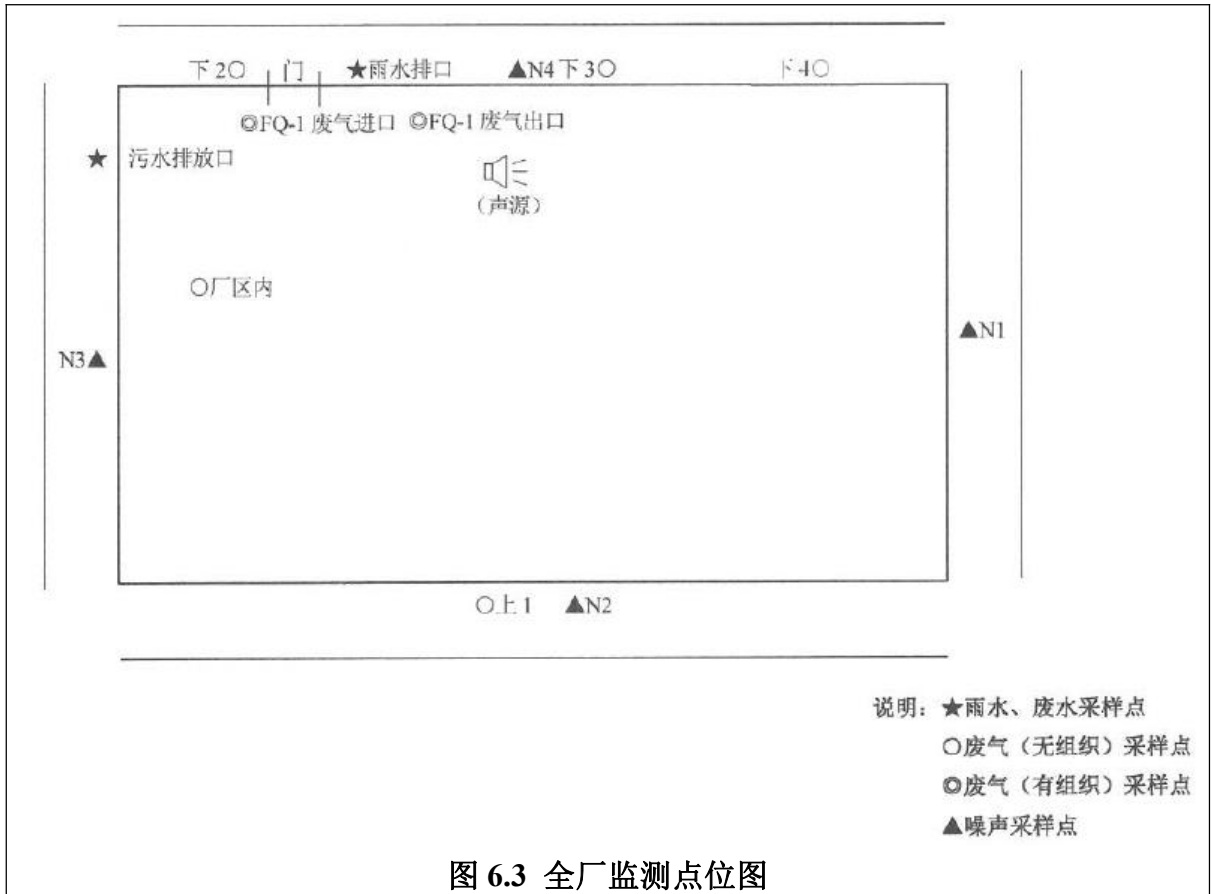 下2○ 门 ★雨水排口 ▲N4 下3○ 下4○
◎FQ-1 废气进口 ◎FQ-1 废气出口
★ 污水排放口
（声源）
○厂区内
▲N1
N3▲
○上1 ▲N2
说明：★雨水、废水采样点
○废气（无组织）采样点
◎废气（有组织）采样点
▲噪声采样点
图 6.3 全厂监测点位图